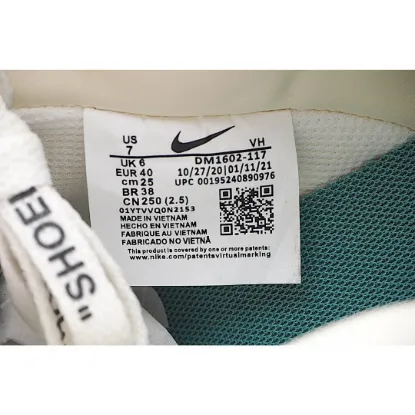 US 7
VH
UK 6
DM1602-117
EUR 40
10/27/20|01/11/21
cm 25
UPC 00195240890976
BR 38
CN 250 (2.5)
01YTVVQ0N2153
MADE IN VIETNAM
HECHO EN VIETNAM
FABRIQUE AU VIETNAM
FABRICADO NO VIETNÃ
This product is covered by one or more patents:
www.nike.com/patentsvirtualmarking
"SHOE